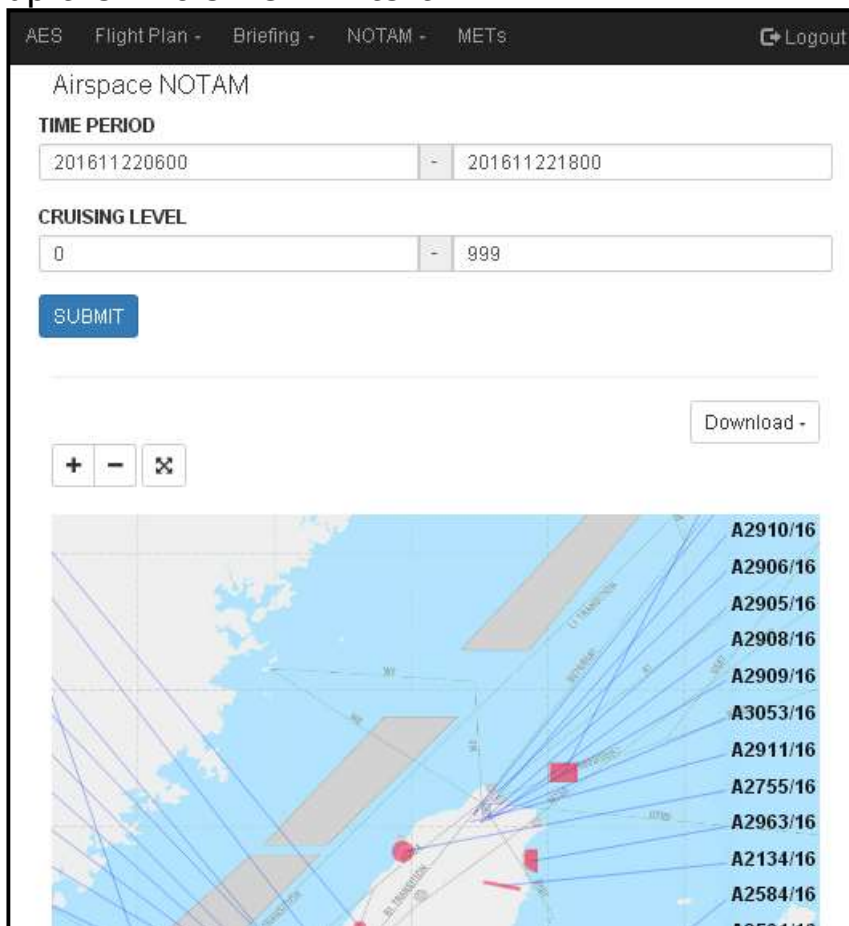 AES Flight Plan - Briefing - NOTAM - METs Logout
Airspace NOTAM
TIME PERIOD
201611220600 - 201611221800
CRUISING LEVEL
0 - 999
SUBMIT
Download -
A2910/16
A2906/16
A2905/16
A2908/16
A2909/16
A3053/16
A2911/16
A2755/16
A2963/16
A2134/16
A2584/16